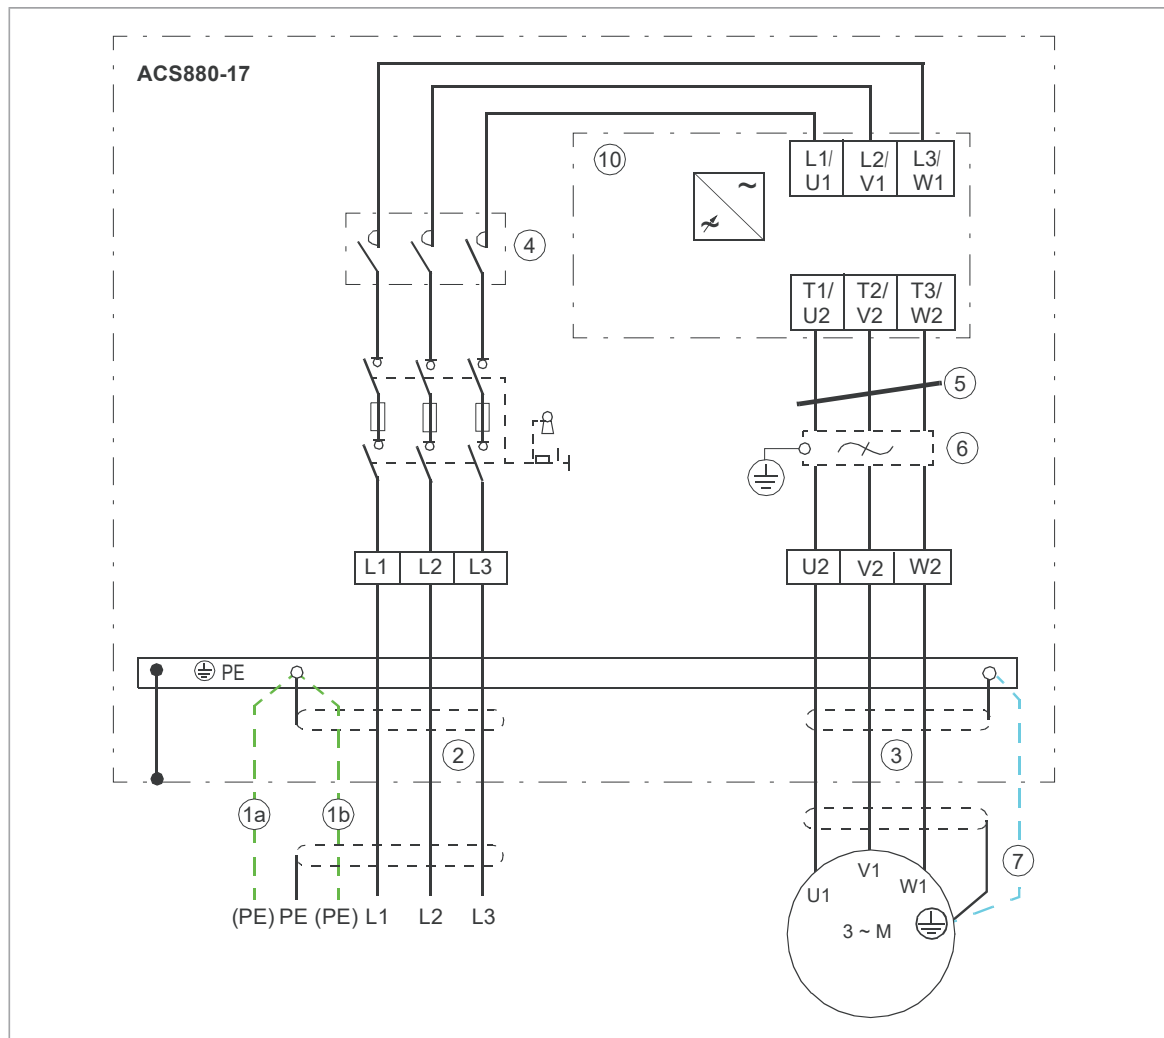 ACS880-17
10
L1/
U1
L2/
V1
L3/
W1
4
T1/
U2
T2/
V2
T3/
W2
5
6
L1
L2
L3
U2
V2
W2
PE
2
3
1a
1b
7
(PE)
PE
(PE)
L1
L2
L3
U1
V1
W1
3 ~ M